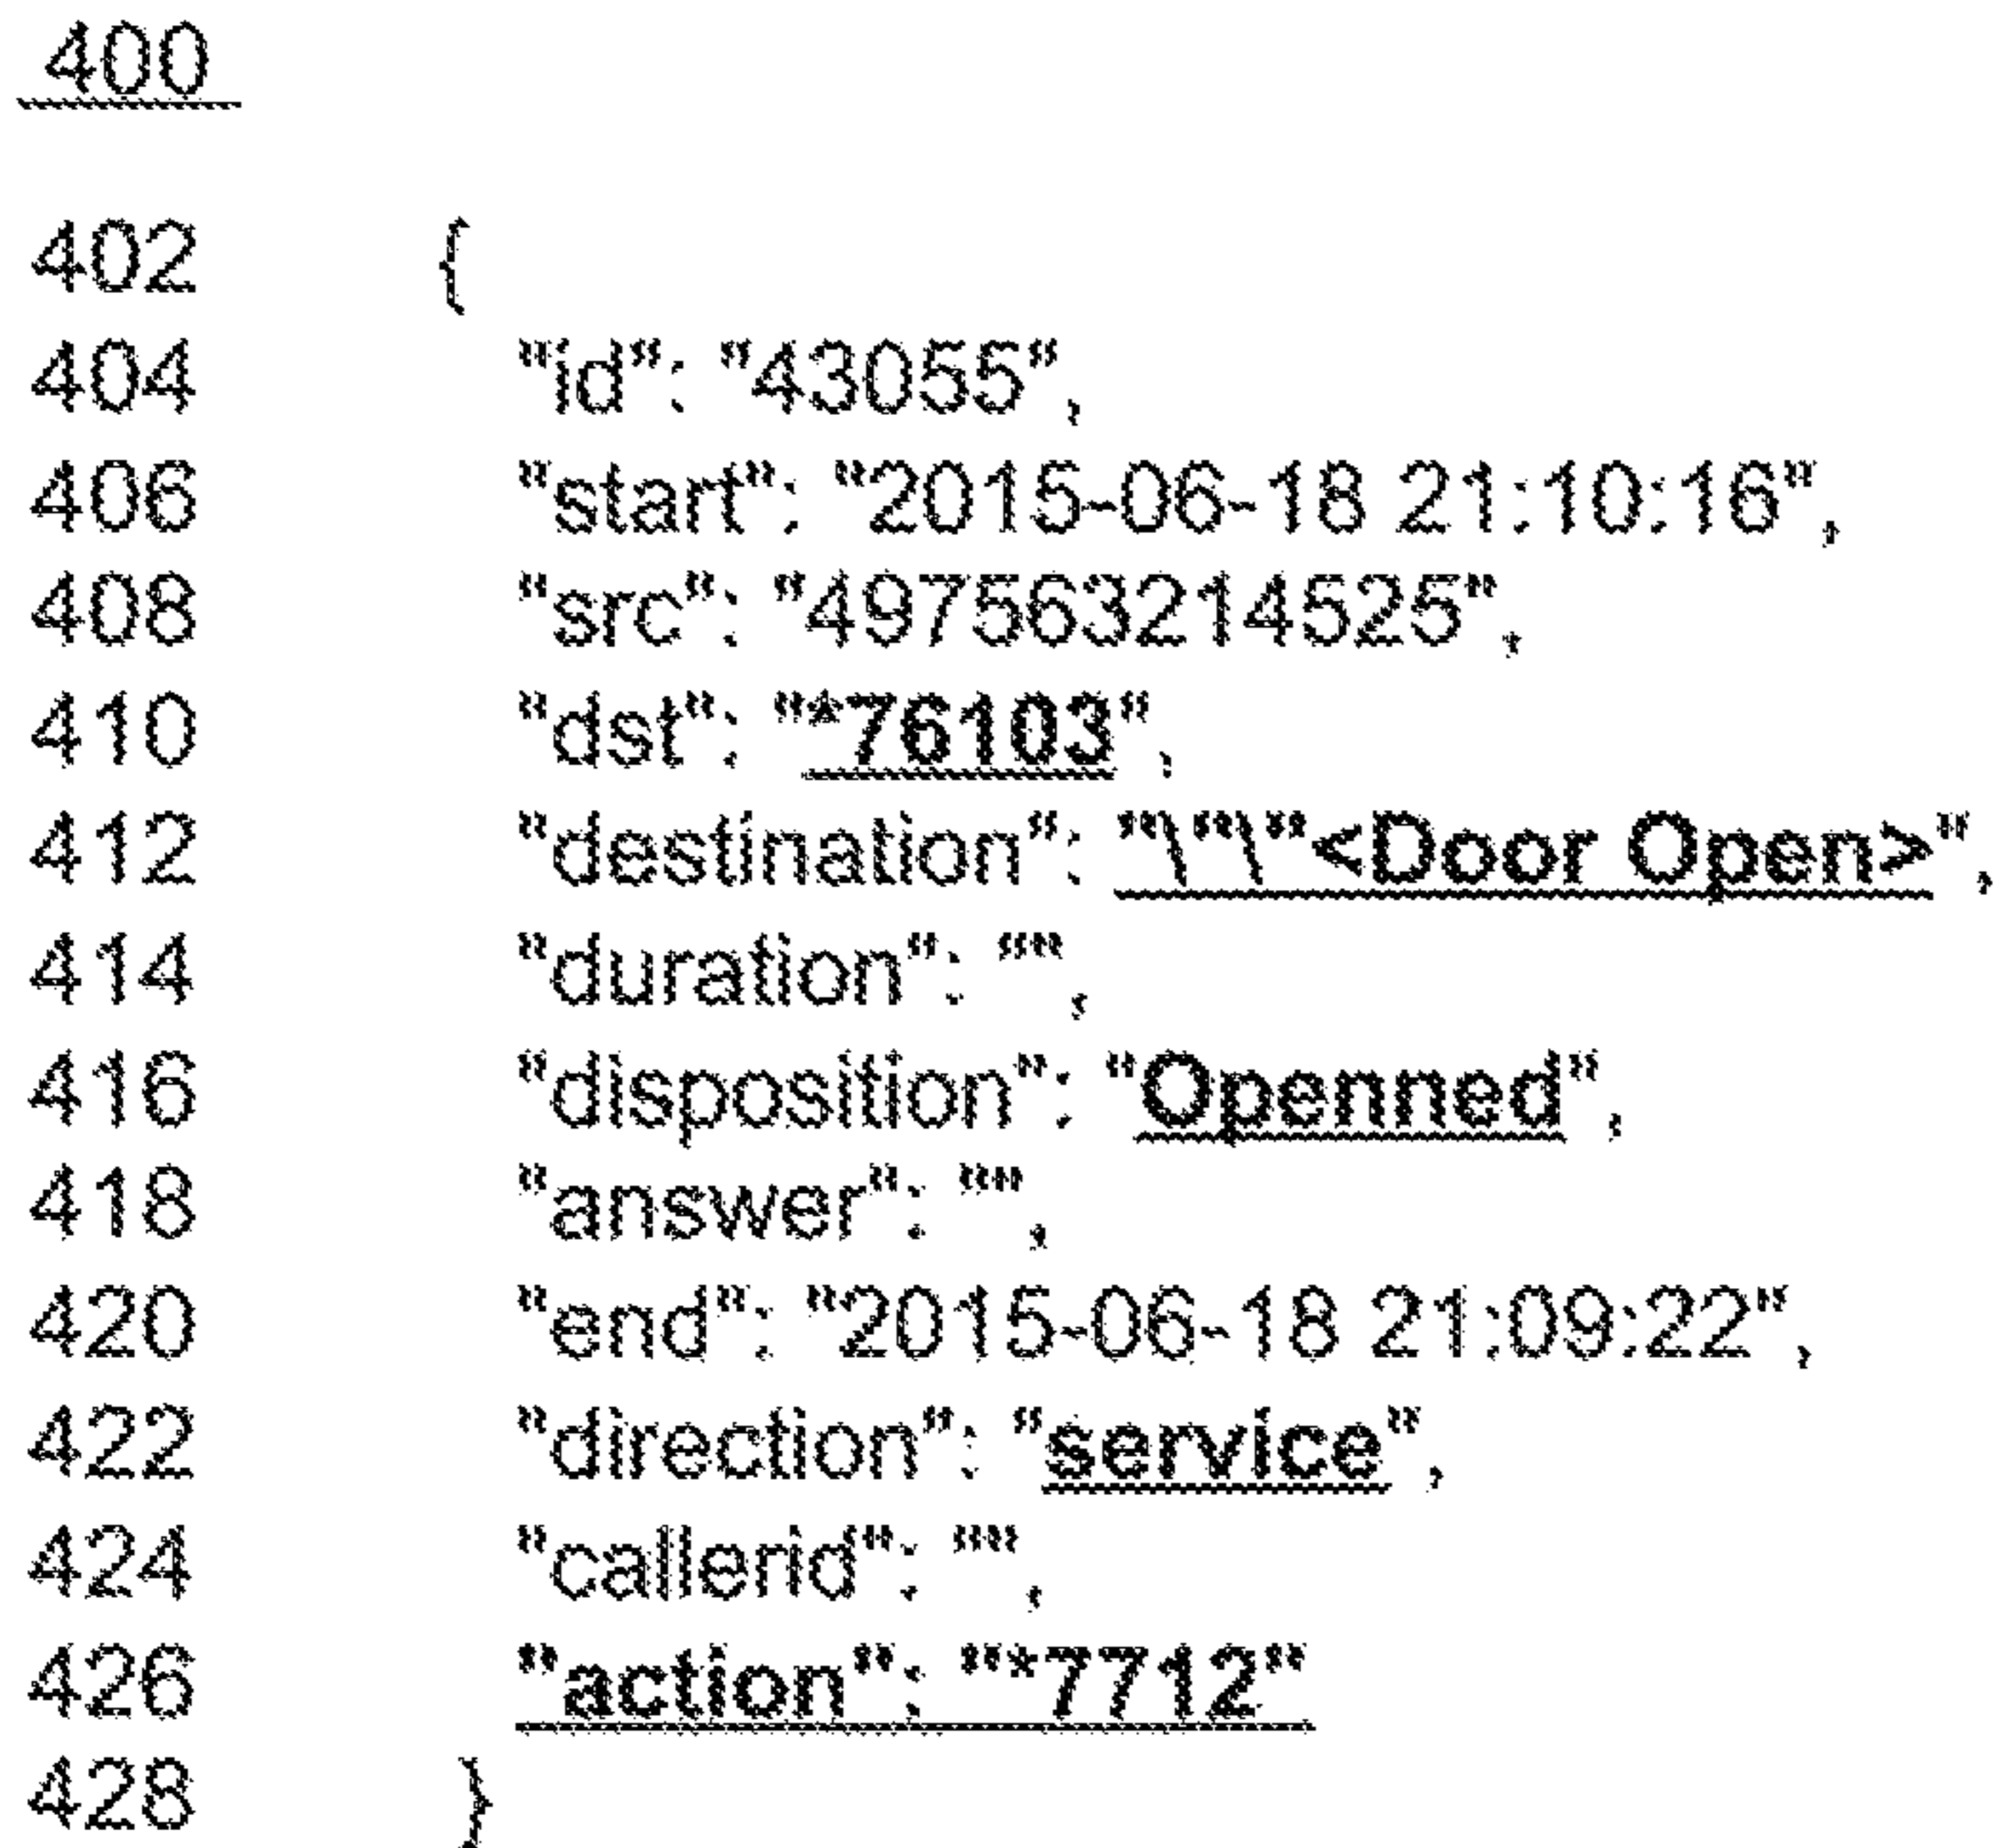 400
402 {
404 "id": "43055",
406 "start": "2015-06-18 21:10:16",
408 "src": "497563214525",
410 "dst": "*76103",
412 "destination": "\"\"<Door Open>",
414 "duration": "",
416 "disposition": "Openned",
418 "answer": "",
420 "end": "2015-06-18 21:09:22",
422 "direction": "service",
424 "callerid": "",
426 "action": "*7712"
428 }